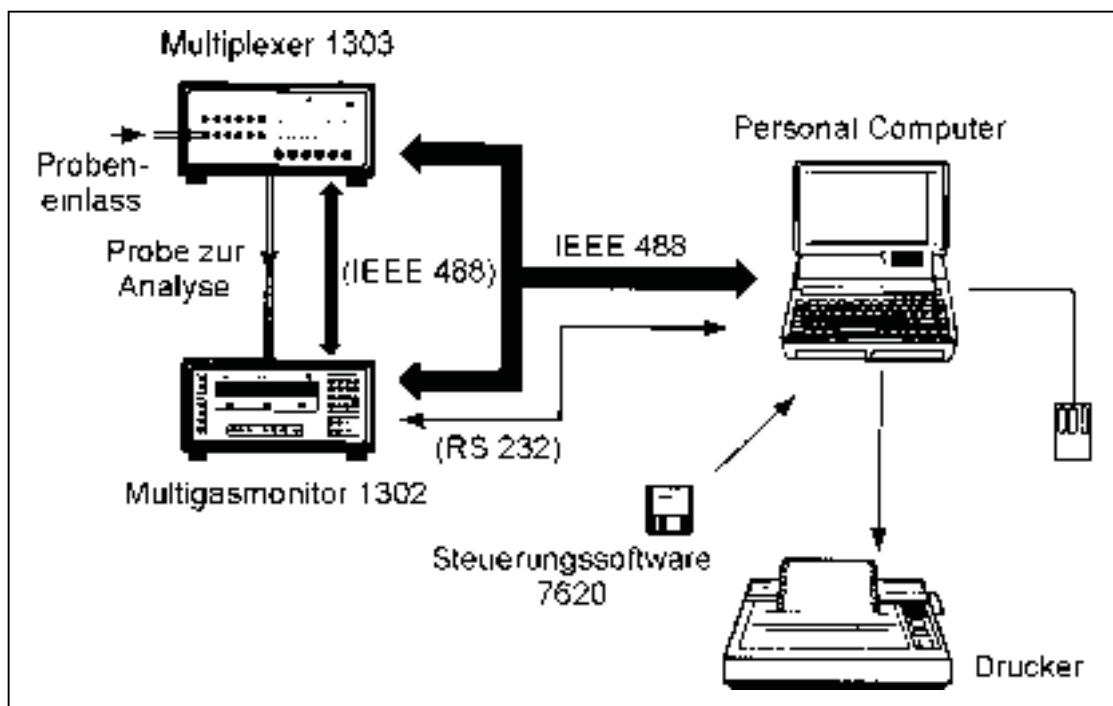 Multiplexer 1303
Personal Computer
Proben-
einlass
Probe zur
Analyse
(IEEE 488)
IEEE 488
(RS 232)
Multigasmonitor 1302
Steuerungssoftware
7620
Drucker